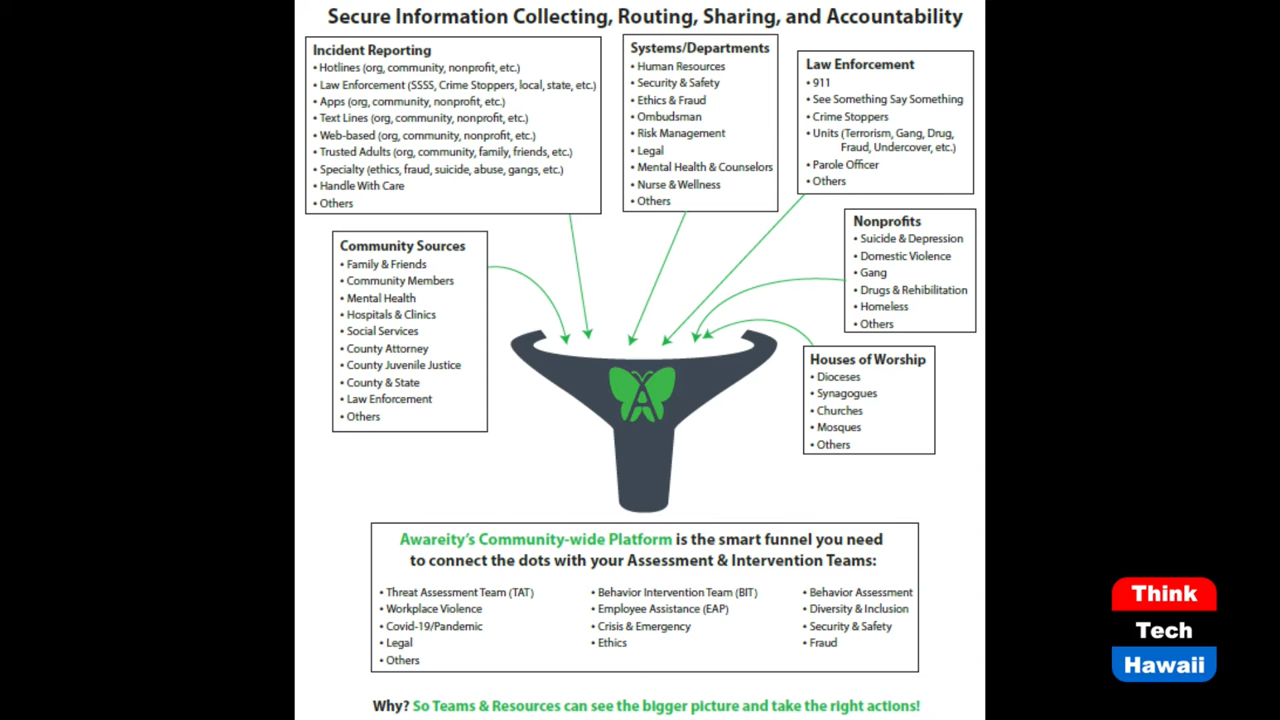 Secure Information Collecting, Routing, Sharing, and Accountability
Incident Reporting
• Hotlines (org, community, nonprofit, etc.)
• Law Enforcement (SSSS, Crime Stoppers, local, state, etc.)
• Apps (org, community, nonprofit, etc.)
• Text Lines (org, community, nonprofit, etc.)
• Web-based (org, community, nonprofit, etc.)
• Trusted Adults (org, community, family, friends, etc.)
• Specialty (ethics, fraud, suicide, abuse, gangs, etc.)
• Handle With Care
• Others
Systems/Departments
• Human Resources
• Security & Safety
• Ethics & Fraud
• Ombudsman
• Risk Management
• Legal
• Mental Health & Counselors
• Nurse & Wellness
• Others
Law Enforcement
• 911
• See Something Say Something
• Crime Stoppers
• Units (Terrorism, Gang, Drug,
Fraud, Undercover, etc.)
• Parole Officer
• Others
Community Sources
• Family & Friends
• Community Members
• Mental Health
• Hospitals & Clinics
• Social Services
• County Attorney
• County Juvenile Justice
• County & State
• Law Enforcement
• Others
Nonprofits
• Suicide & Depression
• Domestic Violence
• Gang
• Drugs & Rehibilitation
• Homeless
• Others
Houses of Worship
• Dioceses
• Synagogues
• Churches
• Mosques
• Others
A
Awareity's Community-wide Platform is the smart funnel you need
to connect the dots with your Assessment & Intervention Teams:
• Threat Assessment Team (TAT)
• Workplace Violence
• Covid-19/Pandemic
• Legal
• Others
• Behavior Intervention Team (BIT)
• Employee Assistance (EAP)
• Crisis & Emergency
• Ethics
• Behavior Assessment
• Diversity & Inclusion
• Security & Safety
• Fraud
Why? So Teams & Resources can see the bigger picture and take the right actions!
Think
Tech
Hawaii